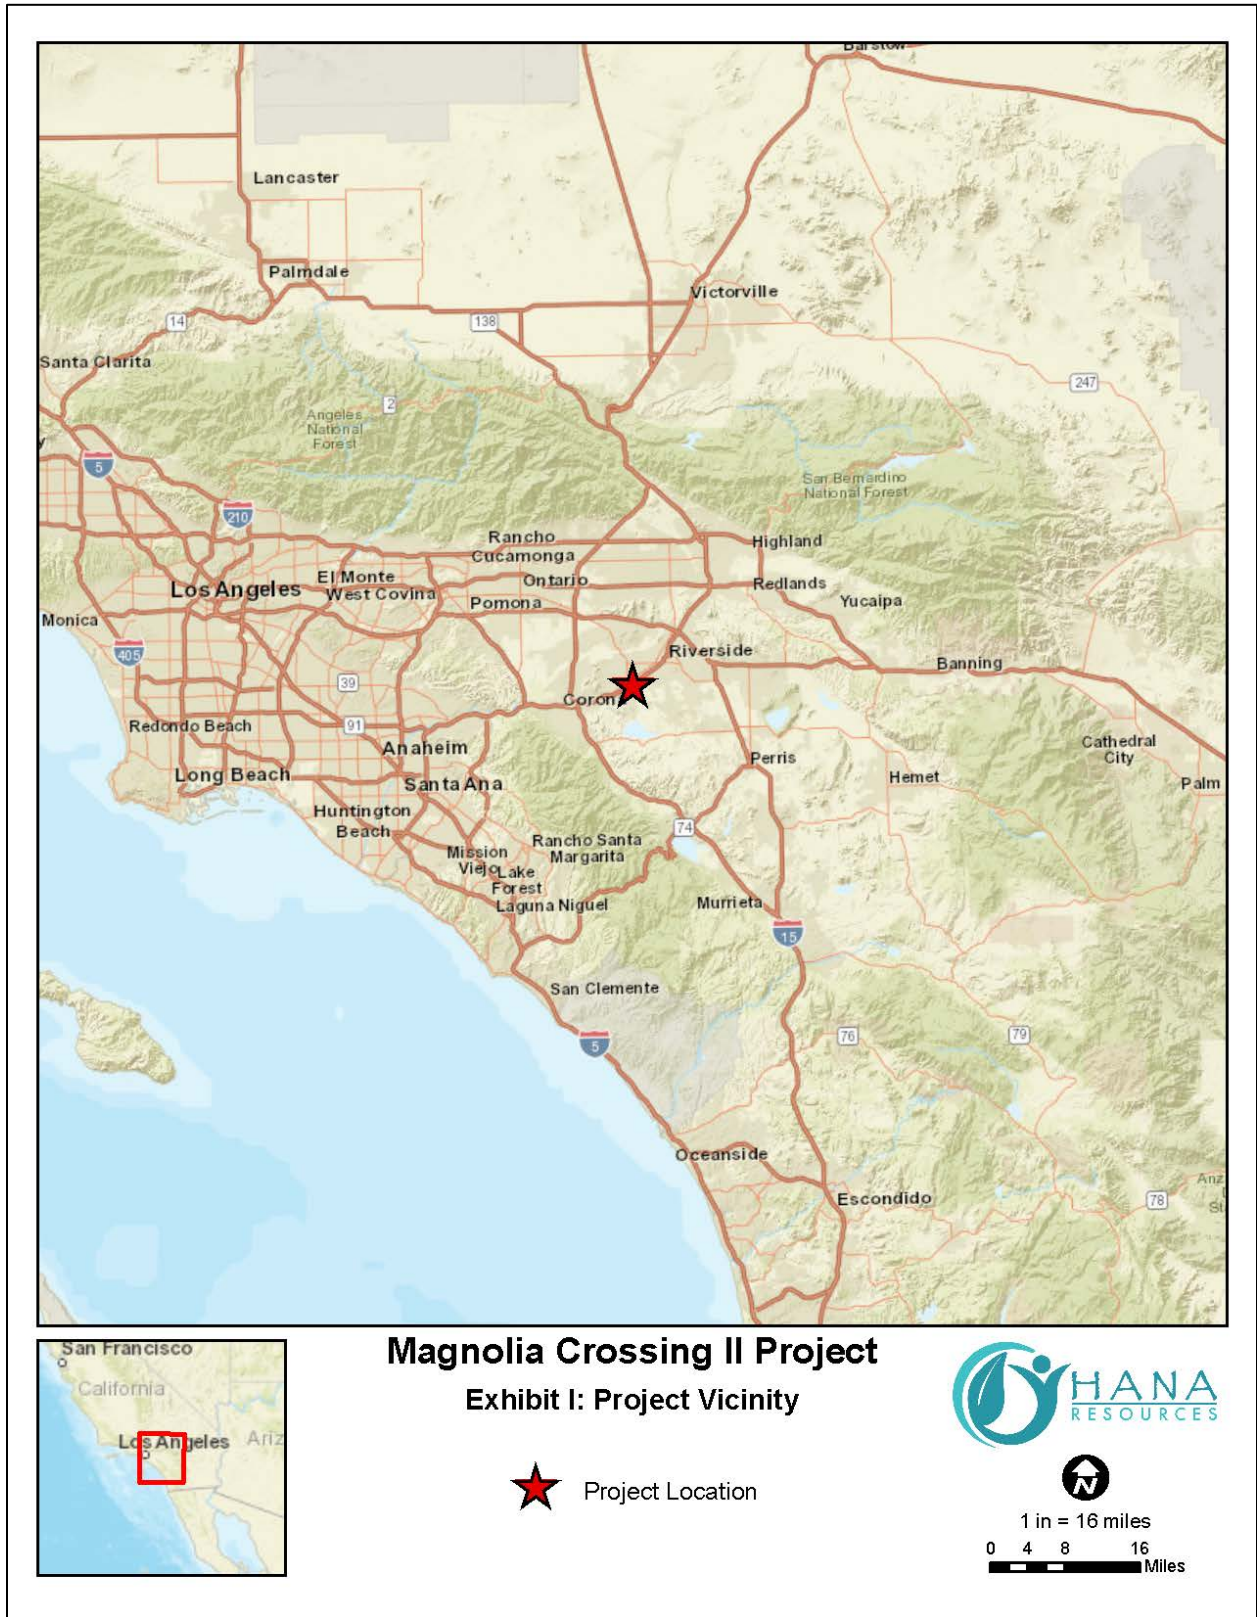 Barstow
Lancaster
Palmdale
Victorville
14
138
Santa Clarita
247
2
Angeles
National
Forest
5
San Bernardino
National Forest
210
Rancho
Cucamonga
Highland
Los Angeles
El Monte
West Covina
Ontario
Redlands
Pomona
Yucaipa
Monica
405
Riverside
Banning
39
Corona
Redondo Beach
91
Anaheim
Cathedral
City
Long Beach
Santa Ana
Perris
Hemet
Palm
Huntington
Beach
74
Mission
Viejo
Lake
Forest
Rancho Santa
Margarita
Laguna Niguel
Murrieta
15
San Clemente
5
76
79
Oceanside
Escondido
78
Anz
St
San Francisco
California
Los Angeles
Ariz
Magnolia Crossing II Project
Exhibit I: Project Vicinity
Project Location
HANA
RESOURCES
N
1 in = 16 miles
0 4 8 16
Miles